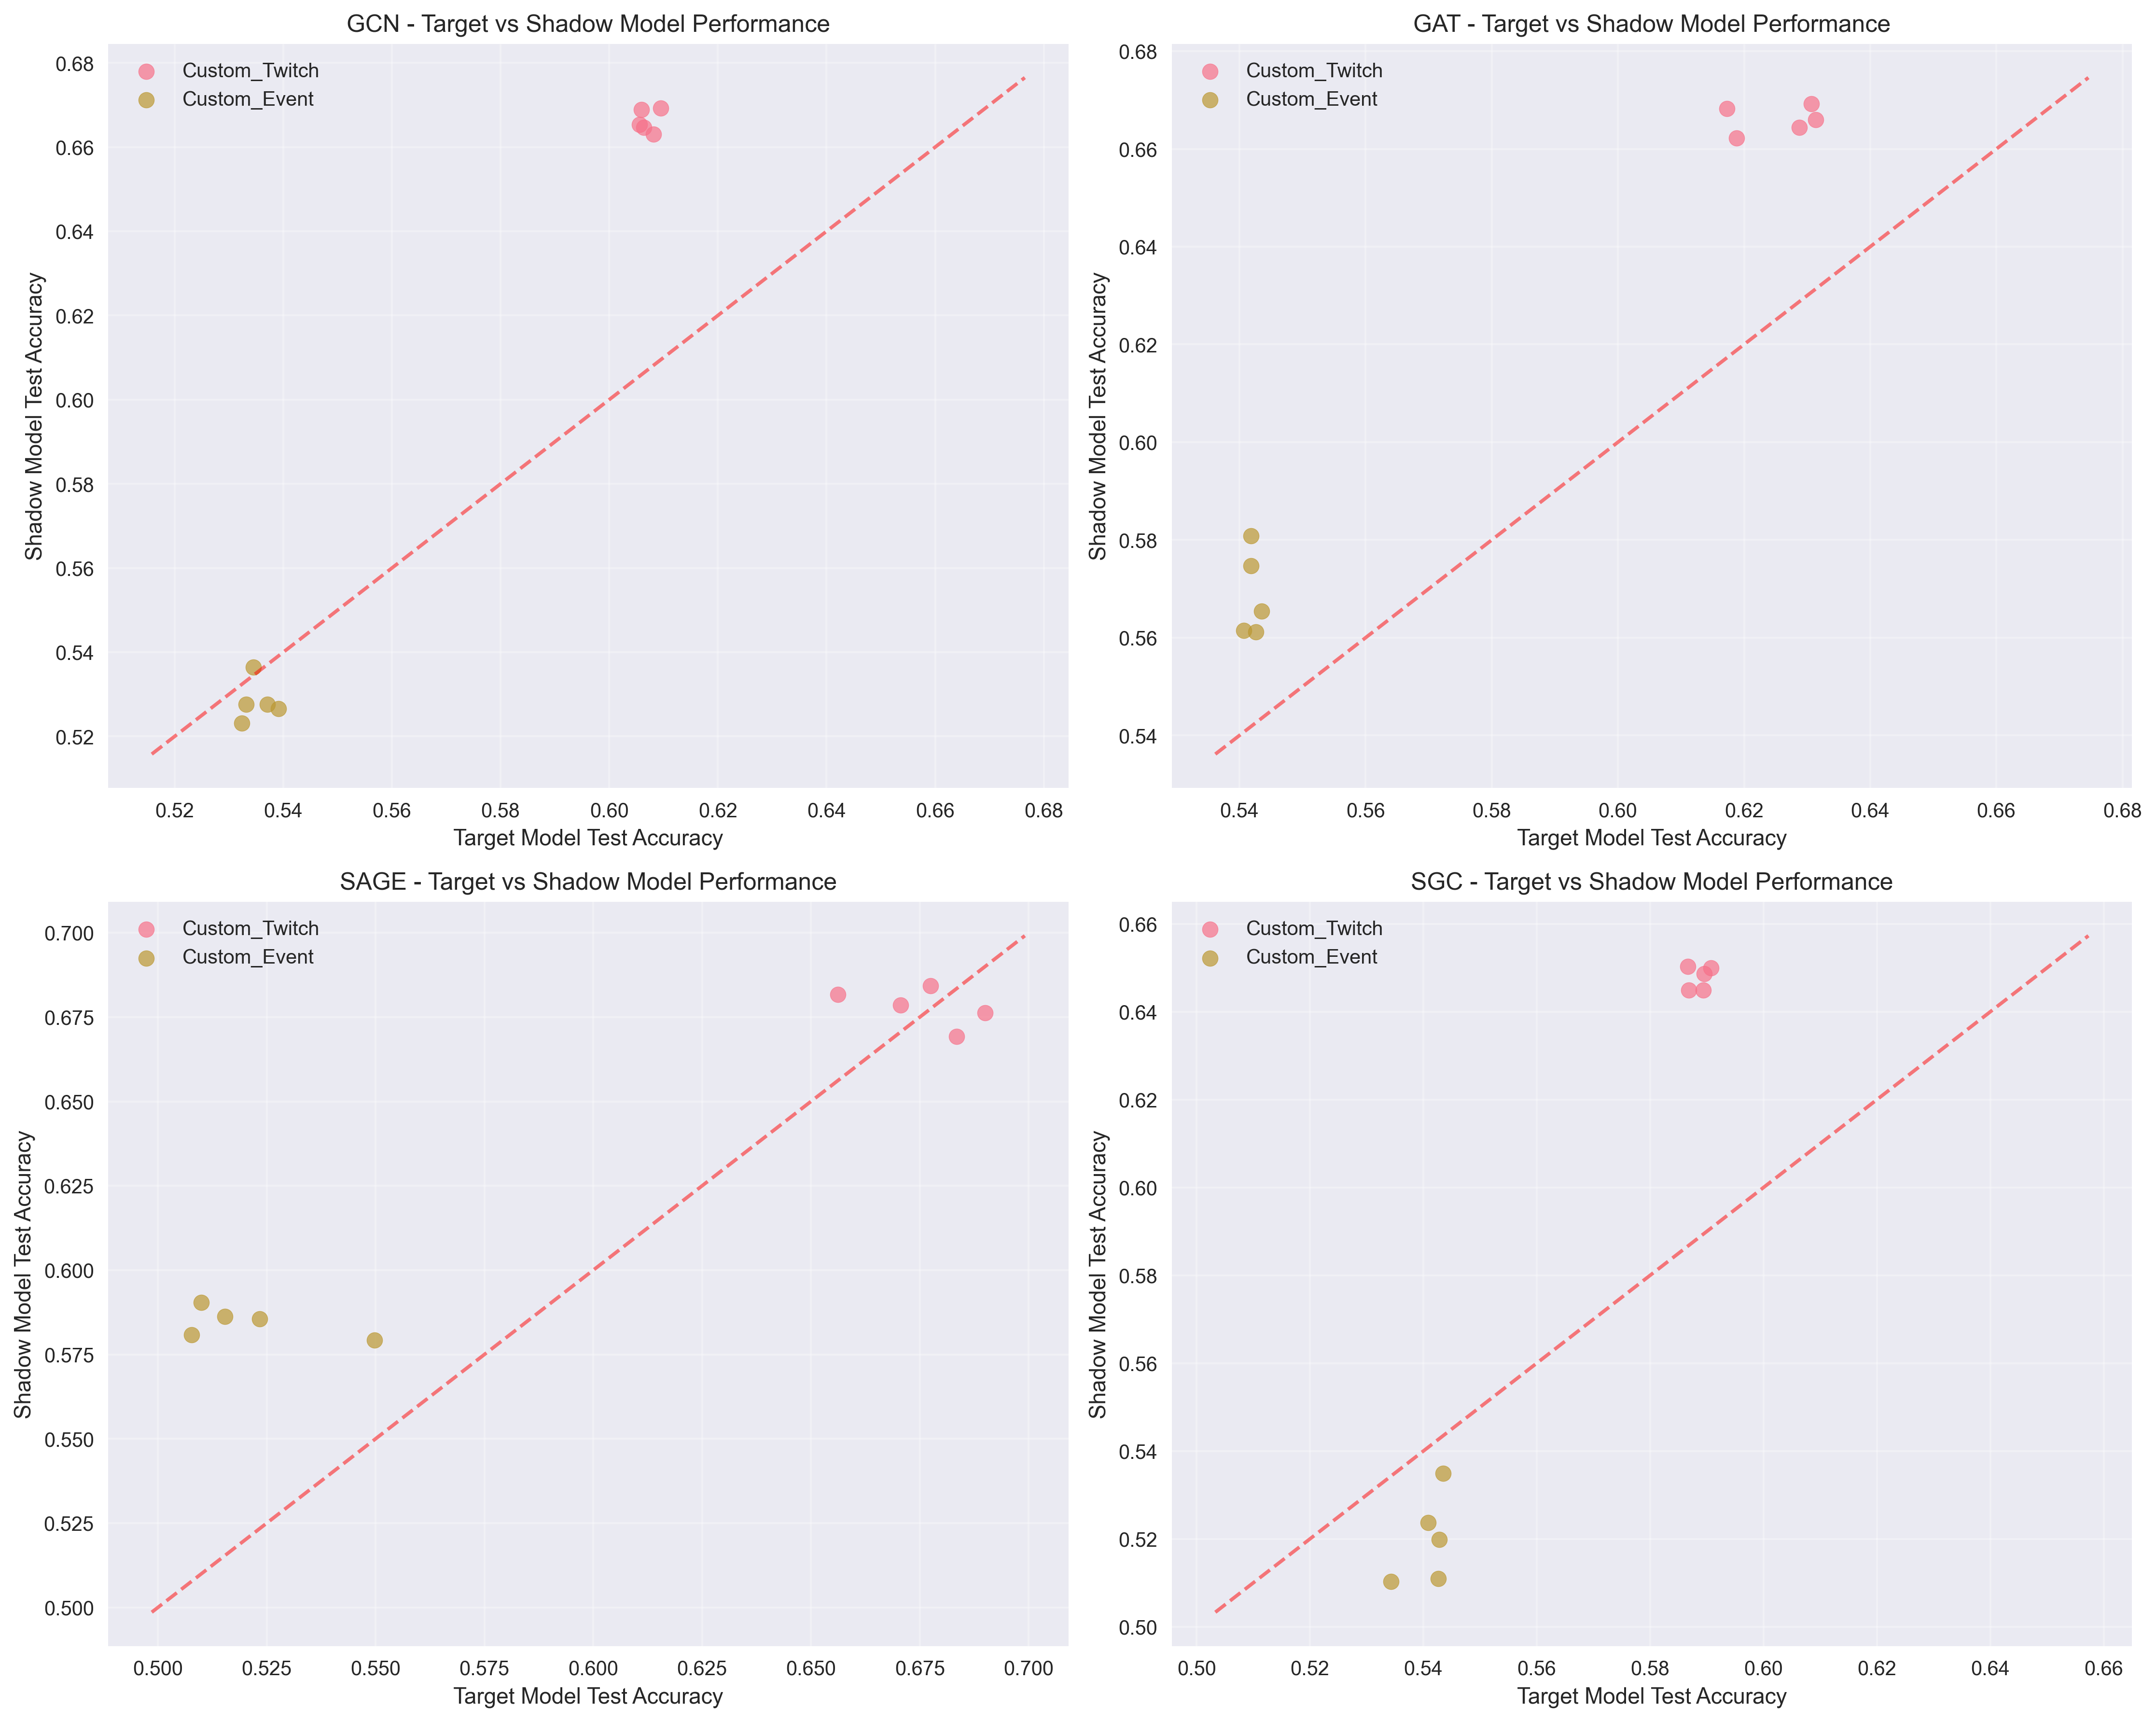 GCN - Target vs Shadow Model Performance
Custom_Twitch
Custom_Event
0.68
0.66
0.64
0.62
0.60
0.58
0.56
0.54
0.52
Shadow Model Test Accuracy
0.52 0.54 0.56 0.58 0.60 0.62 0.64 0.66 0.68
Target Model Test Accuracy
GAT - Target vs Shadow Model Performance
Custom_Twitch
Custom_Event
0.68
0.66
0.64
0.62
0.60
0.58
0.56
0.54
Shadow Model Test Accuracy
0.54 0.56 0.58 0.60 0.62 0.64 0.66 0.68
Target Model Test Accuracy
SAGE - Target vs Shadow Model Performance
Custom_Twitch
Custom_Event
0.700
0.675
0.650
0.625
0.600
0.575
0.550
0.525
0.500
Shadow Model Test Accuracy
0.500 0.525 0.550 0.575 0.600 0.625 0.650 0.675 0.700
Target Model Test Accuracy
SGC - Target vs Shadow Model Performance
Custom_Twitch
Custom_Event
0.66
0.64
0.62
0.60
0.58
0.56
0.54
0.52
0.50
Shadow Model Test Accuracy
0.50 0.52 0.54 0.56 0.58 0.60 0.62 0.64 0.66
Target Model Test Accuracy